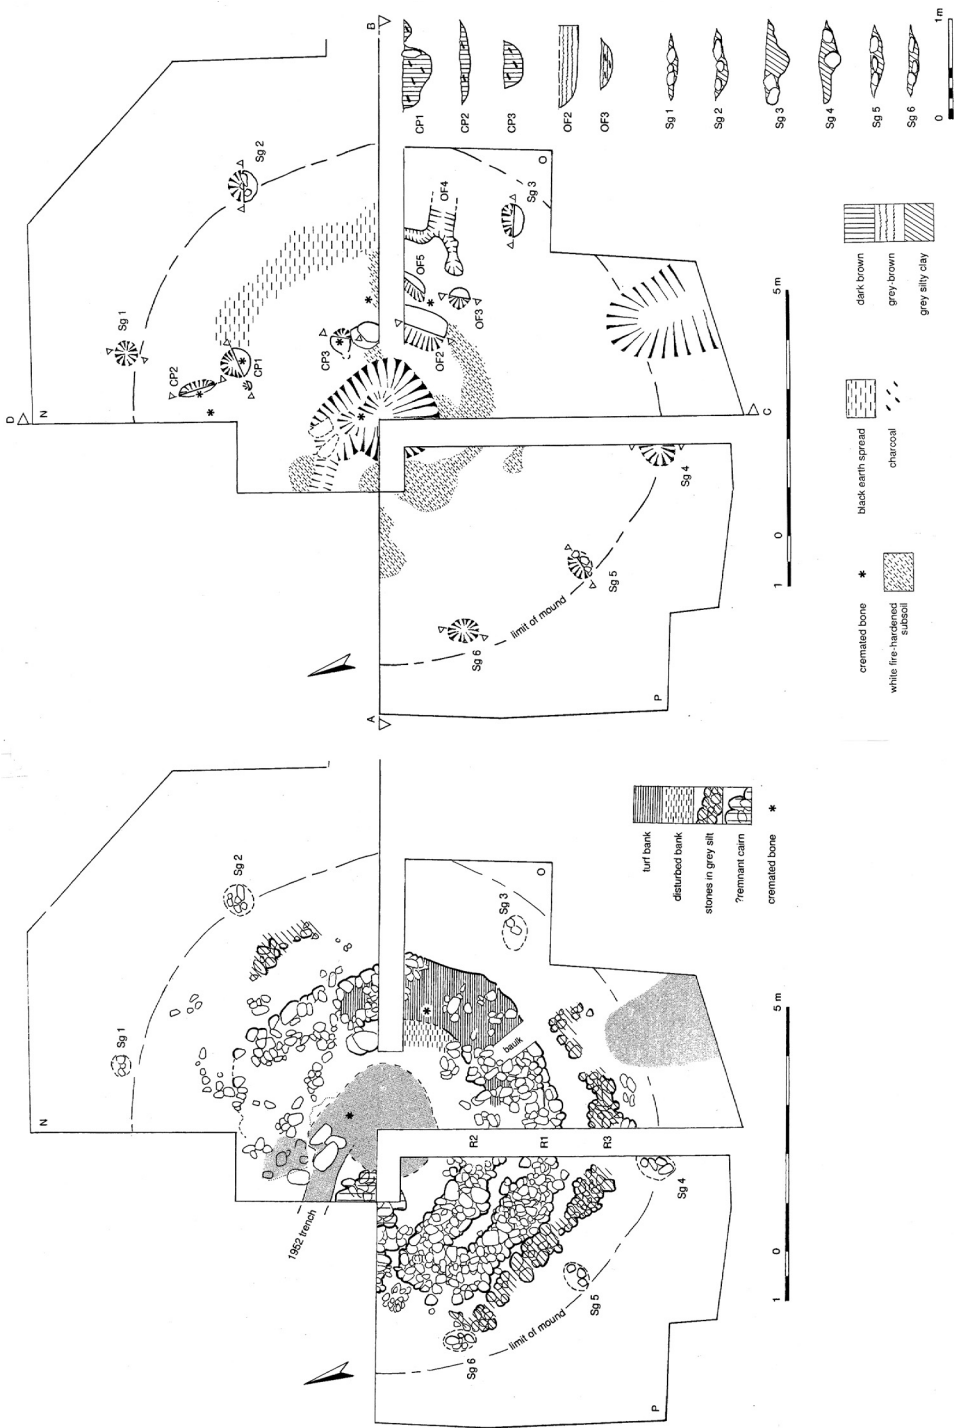 B
D
N
Sg 1
Sg 2
CP2
CP1
CP3
OF5
OF4
OF2
OF3
Sg 3
O
C
Sg 4
Sg 5
Sg 6
limit of mound
P
A
CP1
CP2
CP3
OF2
OF3
Sg 1
Sg 2
Sg 3
Sg 4
Sg 5
Sg 6
0
1m
1
0
5 m
cremated bone
white fire-hardened
subsoil
black earth spread
charcoal
dark brown
grey-brown
grey silty clay
N
Sg 1
Sg 2
Sg 3
O
baulk
R2
R1
R3
1952 trench
Sg 4
Sg 5
Sg 6
limit of mound
P
1
0
5 m
turf bank
disturbed bank
stones in grey silt
?remnant cairn
cremated bone